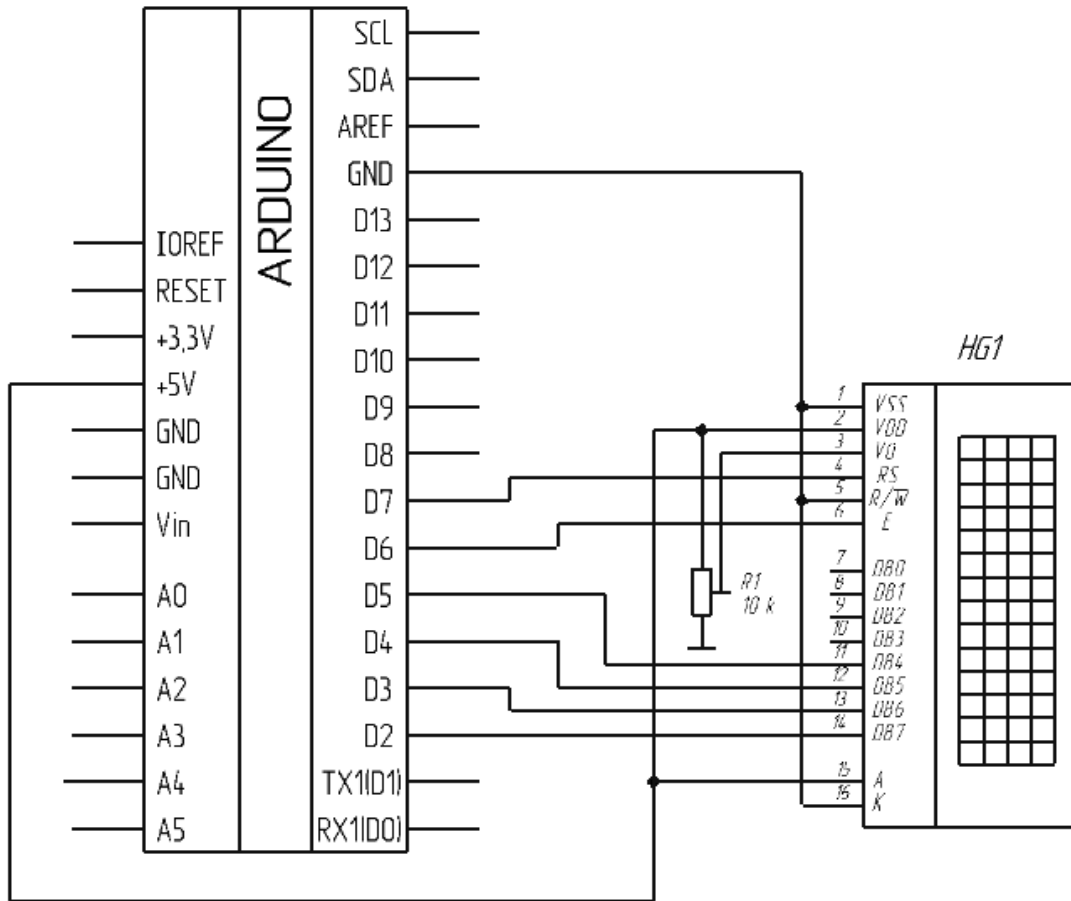 ARDUINO
IOREF
RESET
+3,3V
+5V
GND
GND
Vin
A0
A1
A2
A3
A4
A5
SCL
SDA
AREF
GND
D13
D12
D11
D10
D9
D8
D7
D6
D5
D4
D3
D2
TX1(D1)
RX1(D0)
R1
10 k
HG1
1 VSS
2 VDD
3 V0
4 RS
5 R/W̅
6 E
7 DB0
8 DB1
9 DB2
10 DB3
11 DB4
12 DB5
13 DB6
14 DB7
15 A
16 K